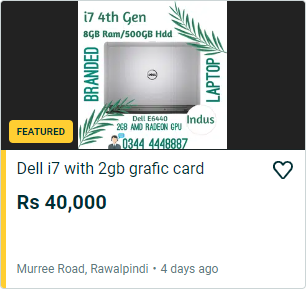 i7 4th Gen
8GB Ram/500GB Hdd
BRANDED
LAPTOP
DELL
Indus
Dell E6440
2GB AMD RADEON GPU
0344 4448887
FEATURED
Dell i7 with 2gb grafic card
Rs 40,000
Murree Road, Rawalpindi • 4 days ago